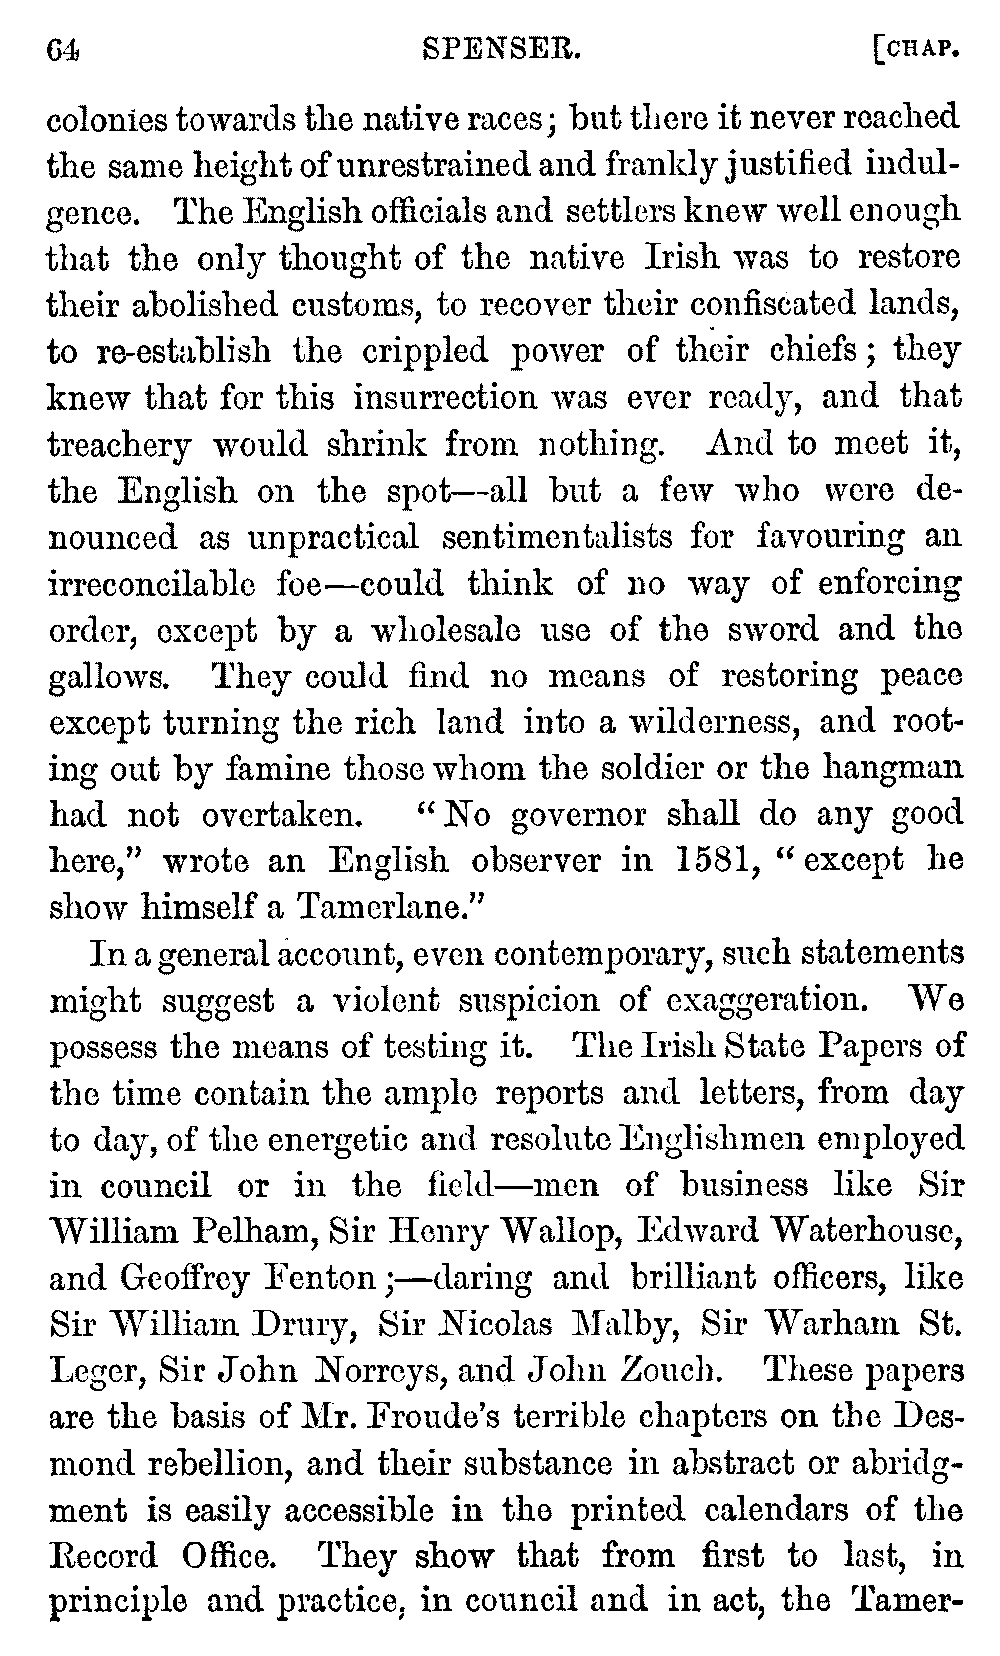 64 SPENSER. [CHAP.
colonies towards the native races; but there it never reached
the same height of unrestrained and frankly justified indul-
gence. The English officials and settlers knew well enough
that the only thought of the native Irish was to restore
their abolished customs, to recover their confiscated lands,
to re-establish the crippled power of their chiefs; they
knew that for this insurrection was ever ready, and that
treachery would shrink from nothing. And to meet it,
the English on the spot—all but a few who were de-
nounced as unpractical sentimentalists for favouring an
irreconcilable foe—could think of no way of enforcing
order, except by a wholesale use of the sword and the
gallows. They could find no means of restoring peace
except turning the rich land into a wilderness, and root-
ing out by famine those whom the soldier or the hangman
had not overtaken. “No governor shall do any good
here,” wrote an English observer in 1581, “except he
show himself a Tamerlane.”
In a general account, even contemporary, such statements
might suggest a violent suspicion of exaggeration. We
possess the means of testing it. The Irish State Papers of
the time contain the ample reports and letters, from day
to day, of the energetic and resolute Englishmen employed
in council or in the field—men of business like Sir
William Pelham, Sir Henry Wallop, Edward Waterhouse,
and Geoffrey Fenton;—daring and brilliant officers, like
Sir William Drury, Sir Nicolas Malby, Sir Warham St.
Leger, Sir John Norreys, and John Zouch. These papers
are the basis of Mr. Froude’s terrible chapters on the Des-
mond rebellion, and their substance in abstract or abridg-
ment is easily accessible in the printed calendars of the
Record Office. They show that from first to last, in
principle and practice, in council and in act, the Tamer-